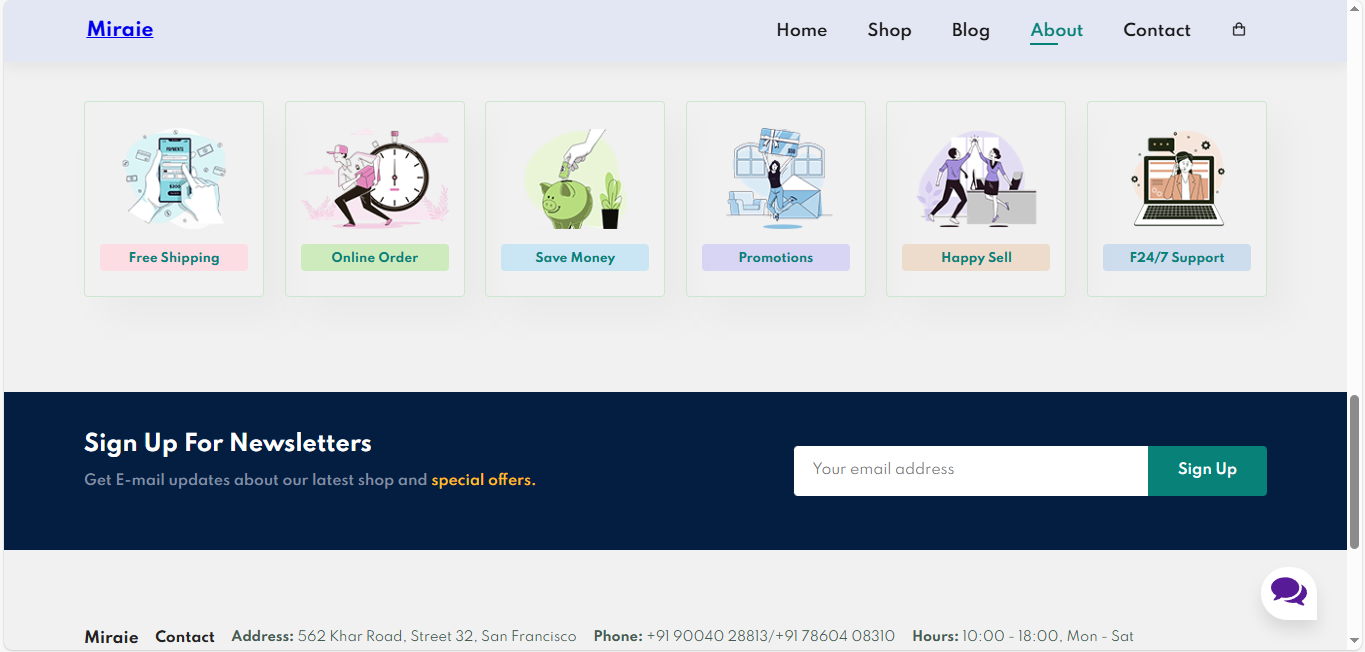 Miraie
Home Shop Blog About Contact
PAYMENTS
$200
Free Shipping Online Order Save Money Promotions Happy Sell F24/7 Support
Sign Up For Newsletters
Get E-mail updates about our latest shop and special offers.
Your email address Sign Up
Miraie Contact Address: 562 Khar Road, Street 32, San Francisco Phone: +91 90040 28813/+91 78604 08310 Hours: 10:00 - 18:00, Mon - Sat